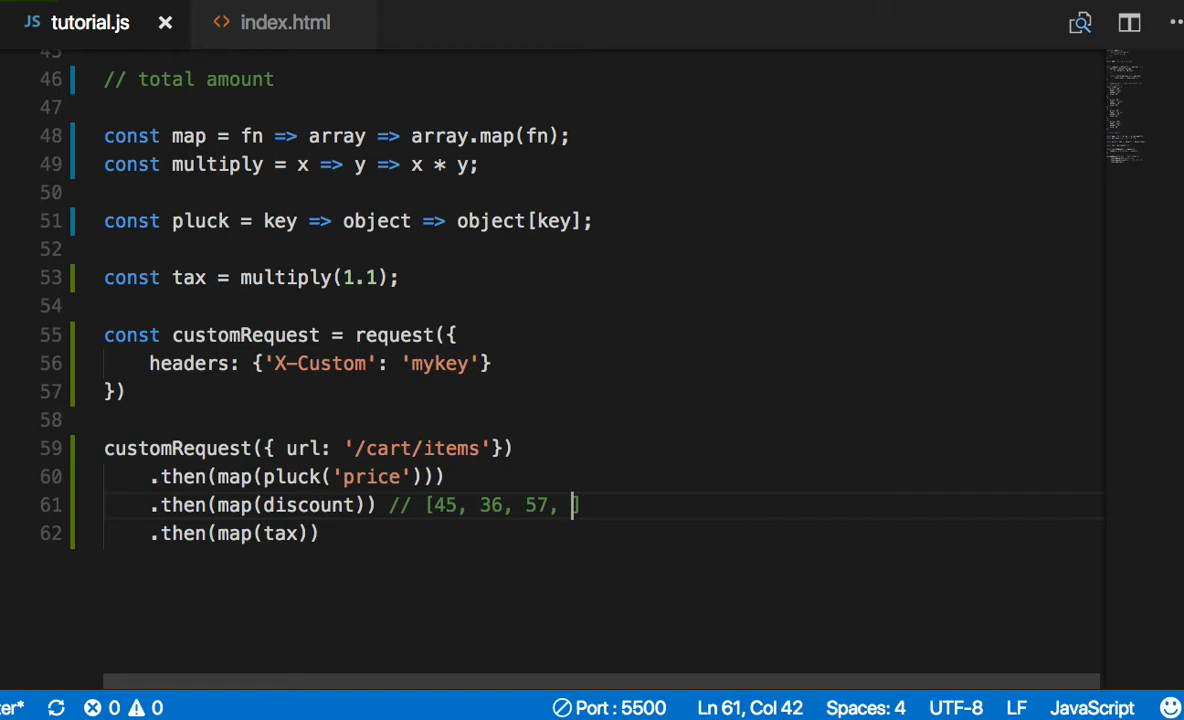 JS tutorial.js × <> index.html
45
46 // total amount
47
48 const map = fn => array => array.map(fn);
49 const multiply = x => y => x * y;
50
51 const pluck = key => object => object[key];
52
53 const tax = multiply(1.1);
54
55 const customRequest = request({
56 headers: {'X-Custom': 'mykey'}
57 })
58
59 customRequest({ url: '/cart/items'})
60 .then(map(pluck('price')))
61 .then(map(discount)) // [45, 36, 57, ]
62 .then(map(tax))
ter* 0 0 Port : 5500 Ln 61, Col 42 Spaces: 4 UTF-8 LF JavaScript